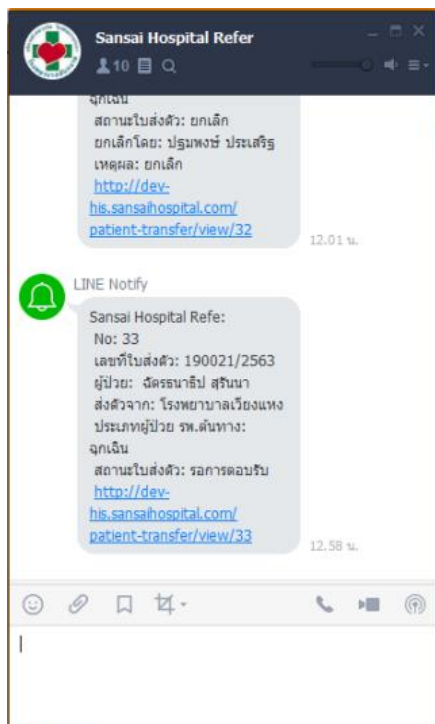 Sansai Hospital Refer
10
ฉุกเฉิน
สถานะใบส่งตัว: ยกเลิก
ยกเลิกโดย: ปฐมพงษ์ ประเสริฐ
เหตุผล: ยกเลิก
http://dev-
his.sansaihospital.com/
patient-transfer/view/32
12.01 น.
LINE Notify
Sansai Hospital Refe:
No: 33
เลขที่ใบส่งตัว: 190021/2563
ผู้ป่วย: ฉัตรธนาธิป สุรินนา
ส่งตัวจาก: โรงพยาบาลเวียงแหง
ประเภทผู้ป่วย รพ.ต้นทาง:
ฉุกเฉิน
สถานะใบส่งตัว: รอการตอบรับ
http://dev-
his.sansaihospital.com/
patient-transfer/view/33
12.58 น.